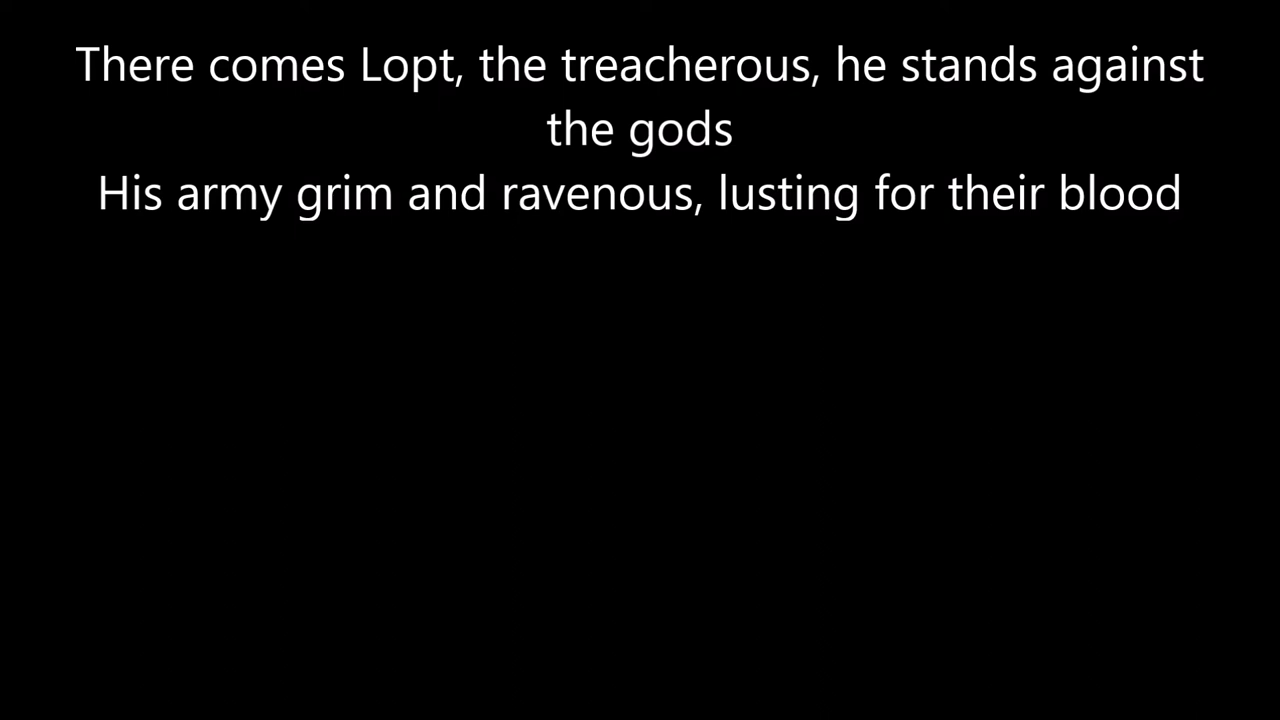 There comes Lopt, the treacherous, he stands against
the gods
His army grim and ravenous, lusting for their blood